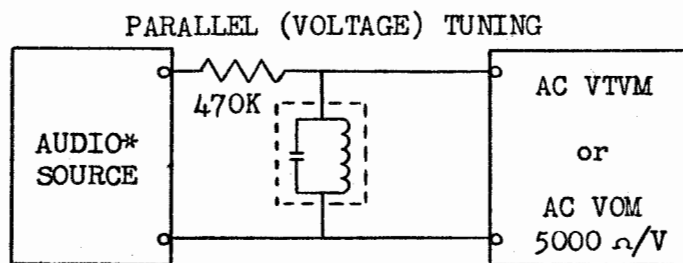 PARALLEL (VOLTAGE) TUNING
470K
AUDIO*
SOURCE
AC VTVM
or
AC VOM
5000 Ω/V